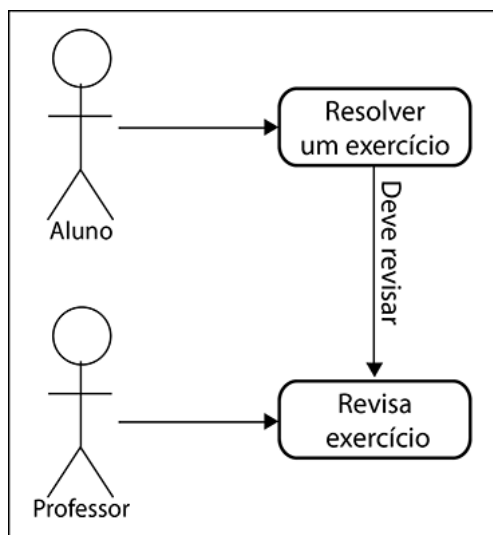 Resolver
um exercício
Aluno
Deve revisar
Revisa
exercício
Professor